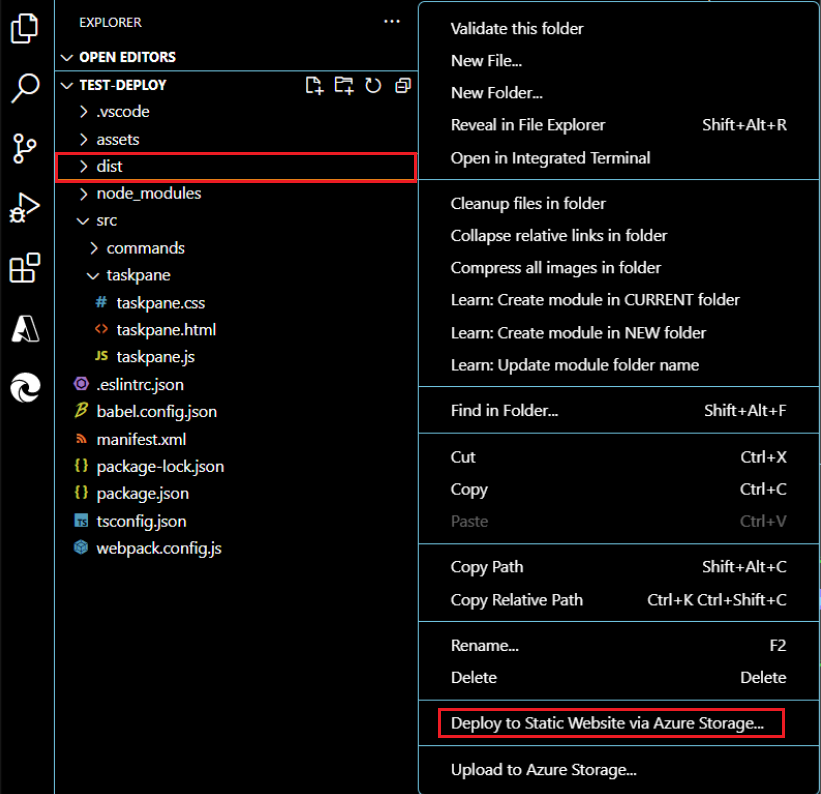 EXPLORER
OPEN EDITORS
TEST-DEPLOY
.vscode
assets
dist
node_modules
src
commands
taskpane
# taskpane.css
<> taskpane.html
JS taskpane.js
.eslintrc.json
B babel.config.json
manifest.xml
{} package-lock.json
{} package.json
TS tsconfig.json
webpack.config.js
Validate this folder
New File...
New Folder...
Reveal in File Explorer Shift+Alt+R
Open in Integrated Terminal
Cleanup files in folder
Collapse relative links in folder
Compress all images in folder
Learn: Create module in CURRENT folder
Learn: Create module in NEW folder
Learn: Update module folder name
Find in Folder... Shift+Alt+F
Cut Ctrl+X
Copy Ctrl+C
Paste Ctrl+V
Copy Path Shift+Alt+C
Copy Relative Path Ctrl+K Ctrl+Shift+C
Rename... F2
Delete Delete
Deploy to Static Website via Azure Storage...
Upload to Azure Storage...